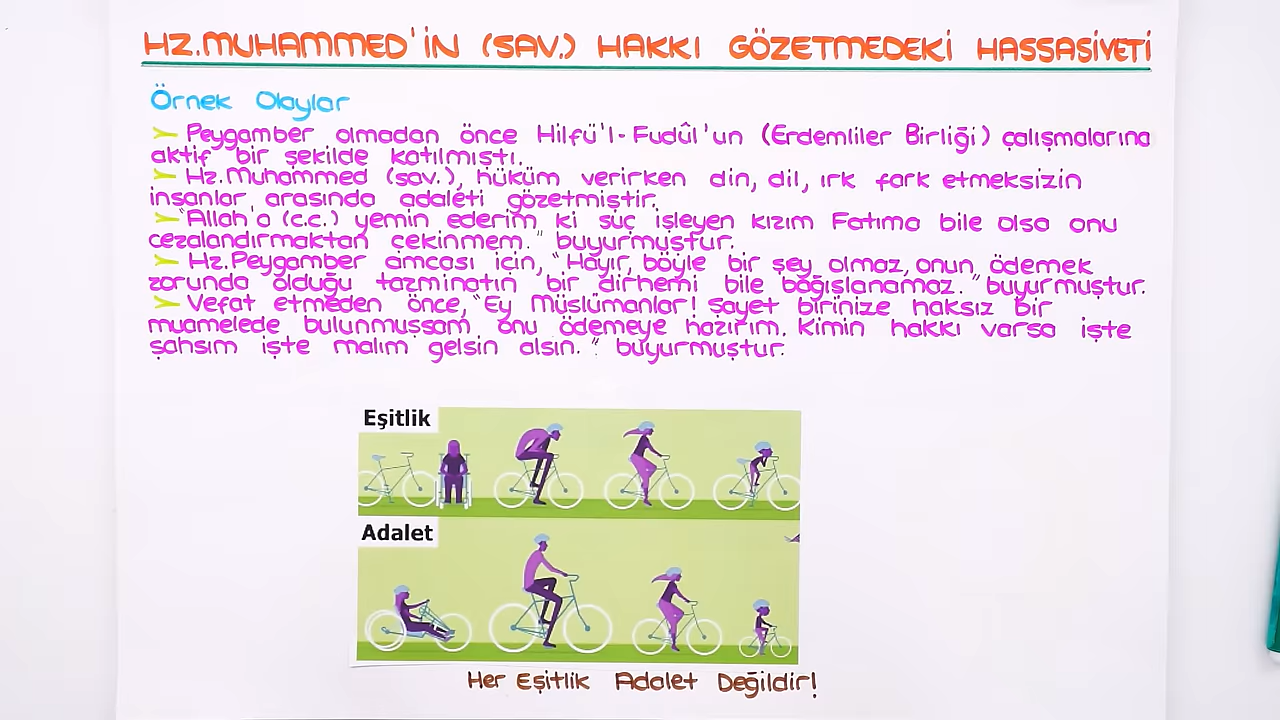 HZ.MUHAMMED'İN (SAV.) HAKKI GÖZETMEDEKİ HASSASİYETİ
Örnek Olaylar
Peygamber olmadan önce Hilfü'l-Fudûl'un (Erdemliler Birliği) çalışmalarına
aktif bir şekilde katılmıştı.
Hz.Muhammed (sav.), hüküm verirken din, dil, ırk fark etmeksizin
insanlar arasında adaleti gözetmiştir.
"Allah'a (c.c.) yemin ederim ki suç işleyen kızım Fatıma bile olsa onu
cezalandırmaktan çekinmem." buyurmuştur.
Hz.Peygamber amcası için, "Hayır, böyle bir şey olmaz, onun ödemek
zorunda olduğu tazminatın bir dirhemi bile bağışlanamaz." buyurmuştur.
Vefat etmeden önce, "Ey Müslümanlar! Şayet birinize haksız bir
muamelede bulunmuşsam onu ödemeye hazırım. Kimin hakkı varsa işte
şahsım işte malım gelsin alsın." buyurmuştur.
Eşitlik
Adalet
Her Eşitlik Adalet Değildir!